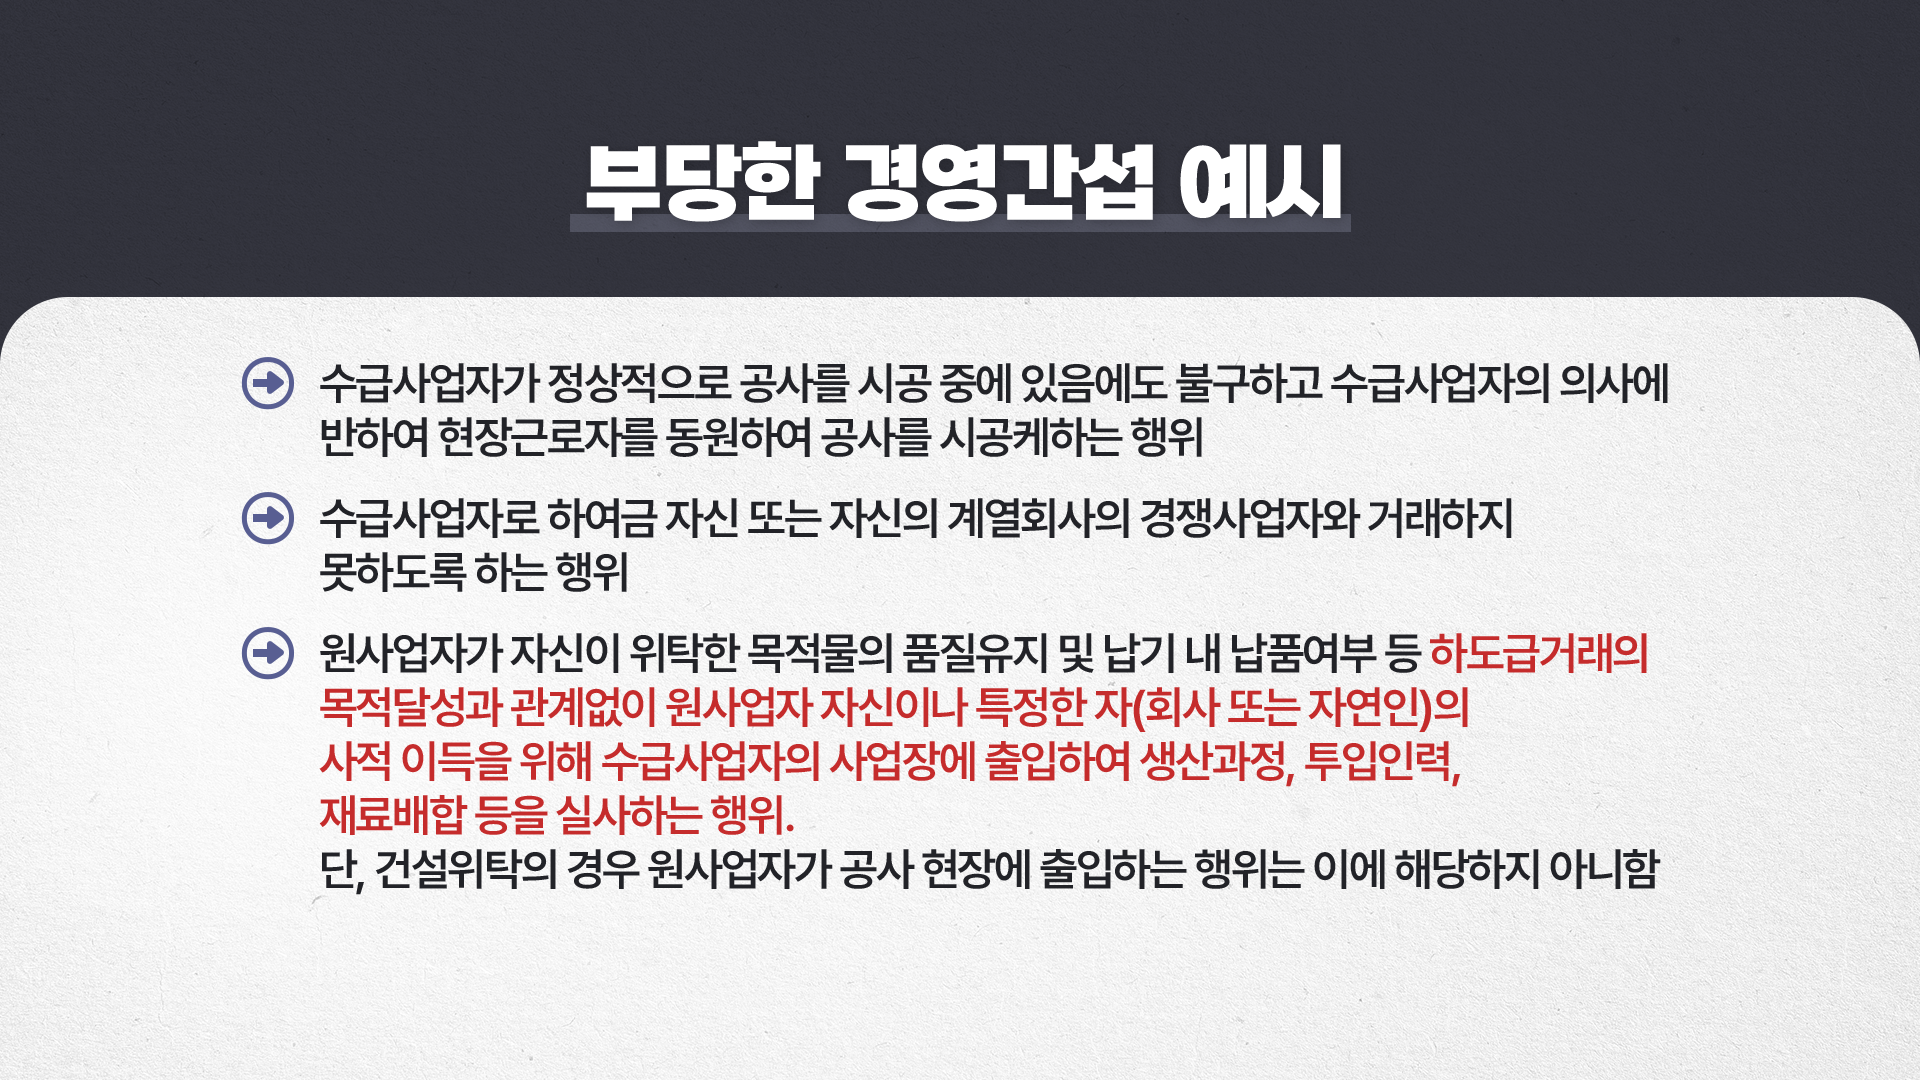 부당한 경영간섭 예시
수급사업자가 정상적으로 공사를 시공 중에 있음에도 불구하고 수급사업자의 의사에
반하여 현장근로자를 동원하여 공사를 시공케하는 행위
수급사업자로 하여금 자신 또는 자신의 계열회사의 경쟁사업자와 거래하지
못하도록 하는 행위
원사업자가 자신이 위탁한 목적물의 품질유지 및 납기 내 납품여부 등 하도급거래의
목적달성과 관계없이 원사업자 자신이나 특정한 자(회사 또는 자연인)의
사적 이득을 위해 수급사업자의 사업장에 출입하여 생산과정, 투입인력,
재료배합 등을 실사하는 행위.
단, 건설위탁의 경우 원사업자가 공사 현장에 출입하는 행위는 이에 해당하지 아니함